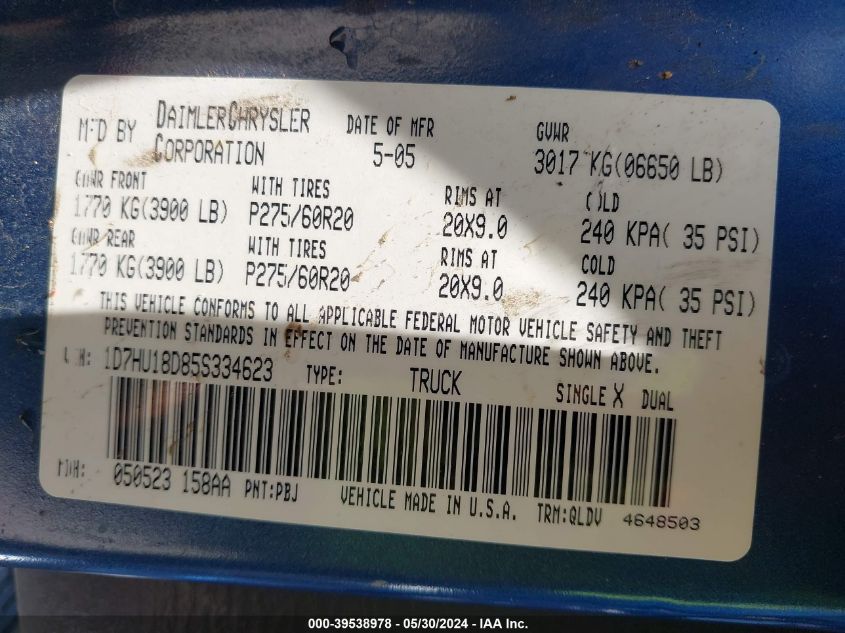 M'D BY DAIMLERCHRYSLER CORPORATION DATE OF MFR 5-05 GVWR 3017 KG(06650 LB)
GAWR FRONT WITH TIRES RIMS AT COLD
1770 KG(3900 LB) P275/60R20 20X9.0 240 KPA( 35 PSI)
GAWR REAR WITH TIRES RIMS AT COLD
1770 KG(3900 LB) P275/60R20 20X9.0 240 KPA( 35 PSI)
THIS VEHICLE CONFORMS TO ALL APPLICABLE FEDERAL MOTOR VEHICLE SAFETY AND THEFT
PREVENTION STANDARDS IN EFFECT ON THE DATE OF MANUFACTURE SHOWN ABOVE.
VIN: 1D7HU18D85S334623 TYPE: TRUCK SINGLE X DUAL
MDH: 050523 158AA PNT:PBJ VEHICLE MADE IN U.S.A. TRM:QLDV 4648503
000-39538978 - 05/30/2024 - IAA Inc.